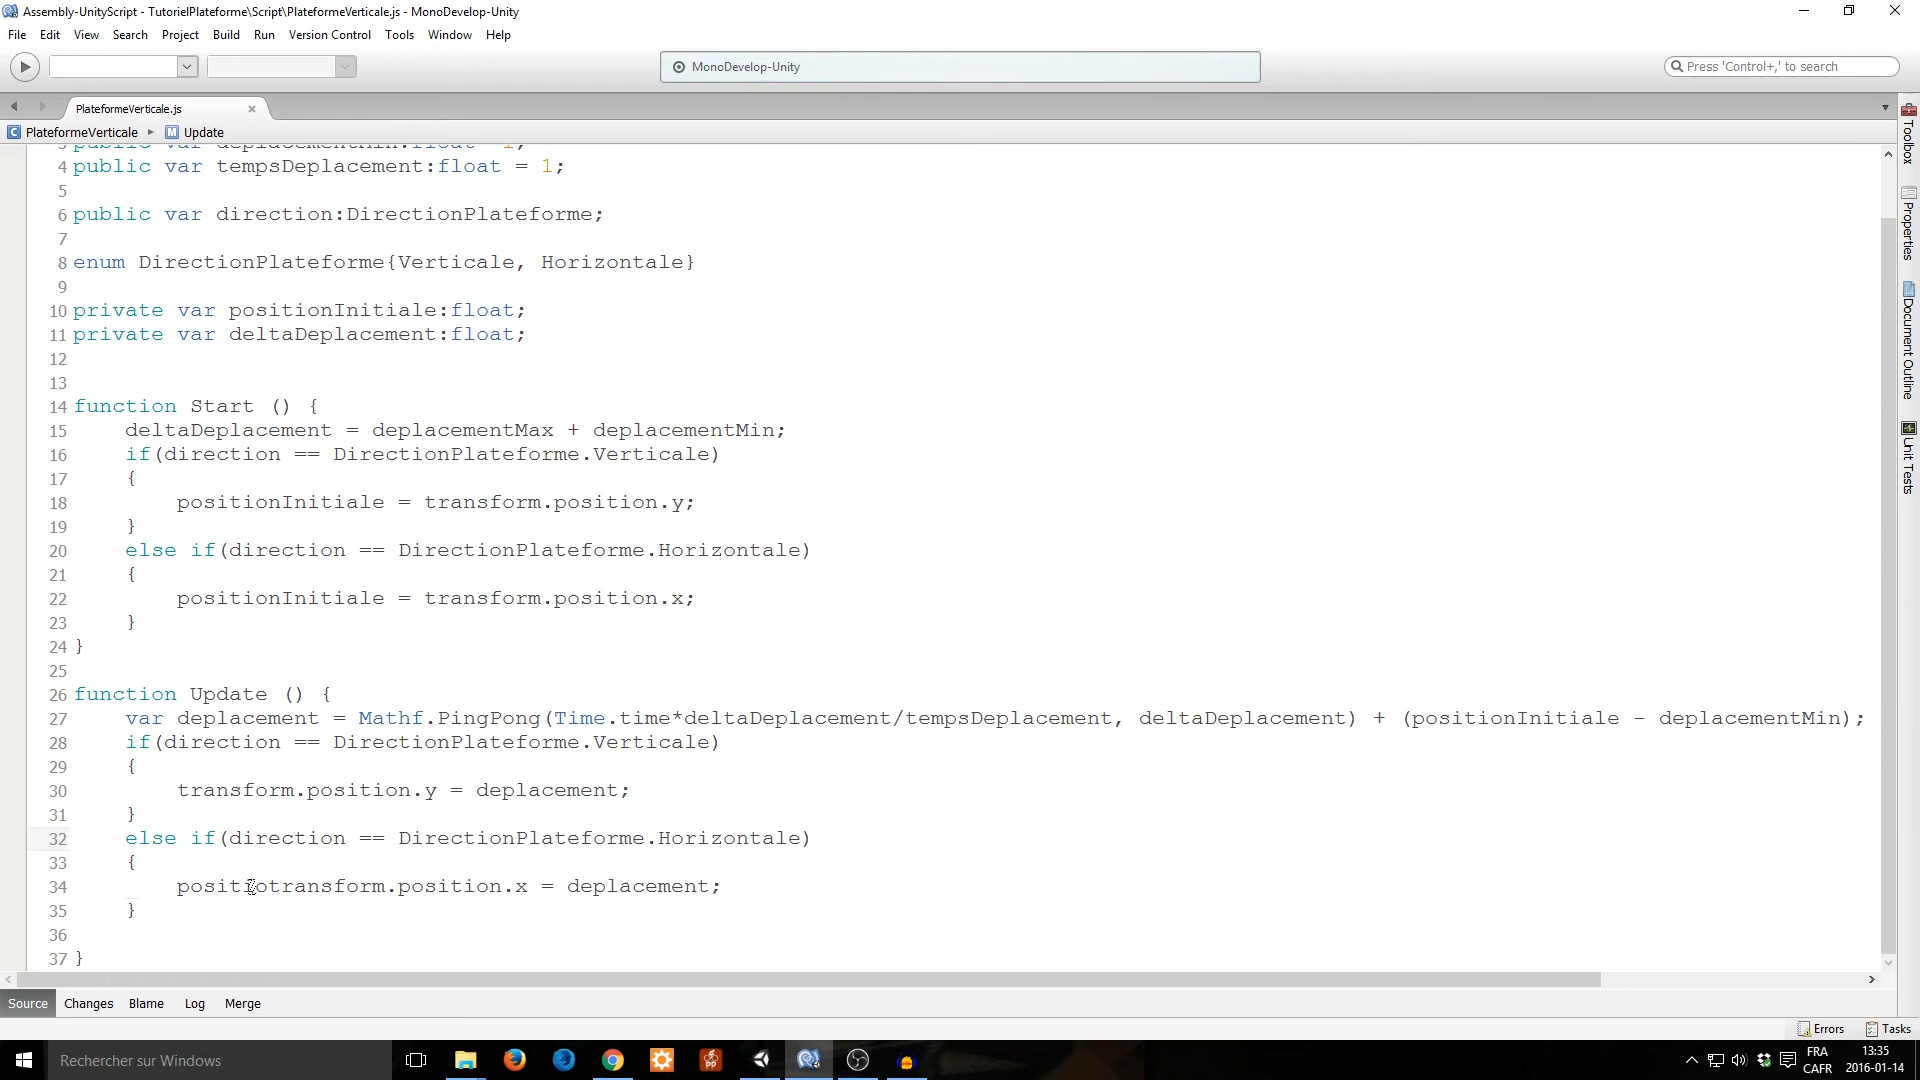 Assembly-UnityScript - TutorielPlateforme\Script\PlateformeVerticale.js - MonoDevelop-Unity
File Edit View Search Project Build Run Version Control Tools Window Help
MonoDevelop-Unity
Press 'Control+,' to search
PlateformeVerticale.js
PlateformeVerticale Update
3 public var deplacementMin:float 1;
4 public var tempsDeplacement:float = 1;
5
6 public var direction:DirectionPlateforme;
7
8 enum DirectionPlateforme{Verticale, Horizontale}
9
10 private var positionInitiale:float;
11 private var deltaDeplacement:float;
12
13
14 function Start () {
15 deltaDeplacement = deplacementMax + deplacementMin;
16 if(direction == DirectionPlateforme.Verticale)
17 {
18 positionInitiale = transform.position.y;
19 }
20 else if(direction == DirectionPlateforme.Horizontale)
21 {
22 positionInitiale = transform.position.x;
23 }
24 }
25
26 function Update () {
27 var deplacement = Mathf.PingPong(Time.time*deltaDeplacement/tempsDeplacement, deltaDeplacement) + (positionInitiale - deplacementMin);
28 if(direction == DirectionPlateforme.Verticale)
29 {
30 transform.position.y = deplacement;
31 }
32 else if(direction == DirectionPlateforme.Horizontale)
33 {
34 positiotransform.position.x = deplacement;
35 }
36
37 }
Toolbox
Properties
Document Outline
Unit Tests
Source Changes Blame Log Merge
Errors Tasks
Rechercher sur Windows
FRA
CAFR
13:35
2016-01-14